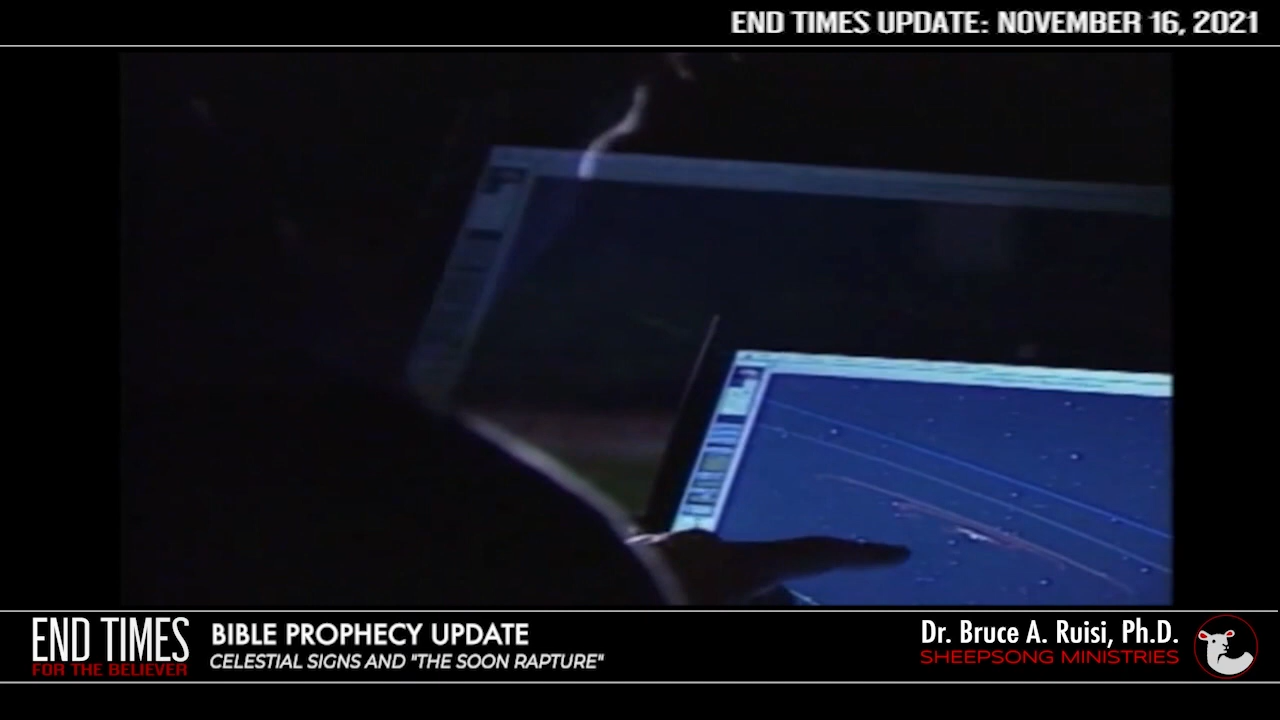 END TIMES UPDATE: NOVEMBER 16, 2021
END TIMES
FOR THE BELIEVER
BIBLE PROPHECY UPDATE
CELESTIAL SIGNS AND "THE SOON RAPTURE"
Dr. Bruce A. Ruisi, Ph.D.
SHEEPSONG MINISTRIES